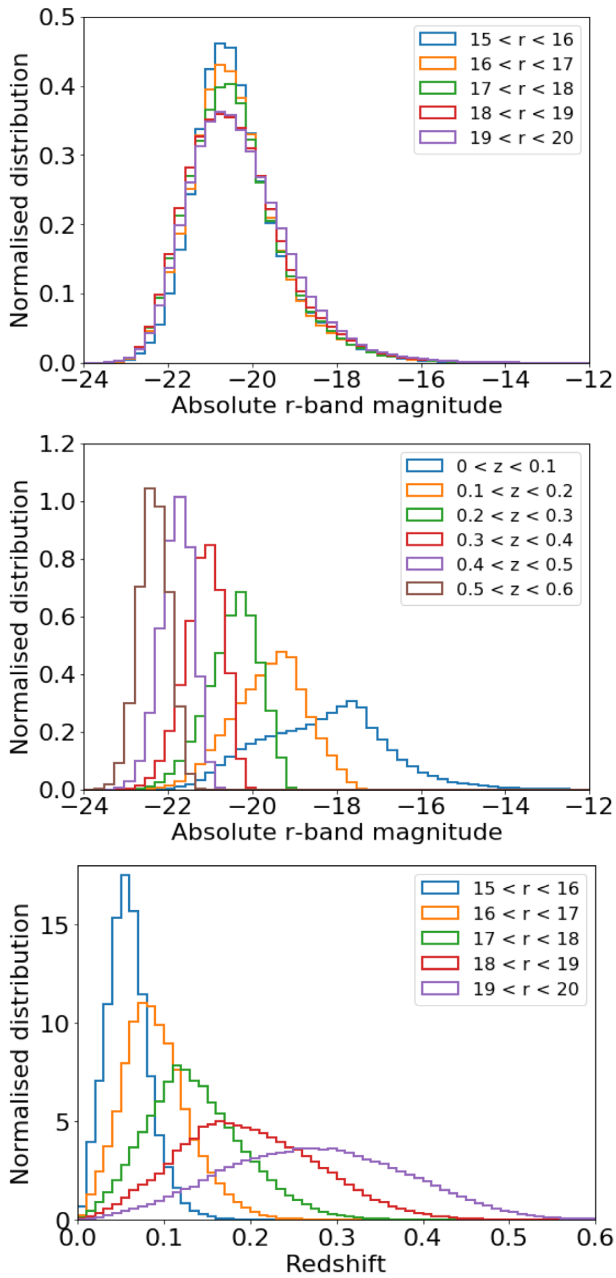 Normalised distribution
0.5
0.4
0.3
0.2
0.1
0.0
15 < r < 16
16 < r < 17
17 < r < 18
18 < r < 19
19 < r < 20
−24 −22 −20 −18 −16 −14 −12
Absolute r-band magnitude
Normalised distribution
1.2
1.0
0.8
0.6
0.4
0.2
0.0
0 < z < 0.1
0.1 < z < 0.2
0.2 < z < 0.3
0.3 < z < 0.4
0.4 < z < 0.5
0.5 < z < 0.6
−24 −22 −20 −18 −16 −14 −12
Absolute r-band magnitude
Normalised distribution
15
10
5
0
15 < r < 16
16 < r < 17
17 < r < 18
18 < r < 19
19 < r < 20
0.0 0.1 0.2 0.3 0.4 0.5 0.6
Redshift